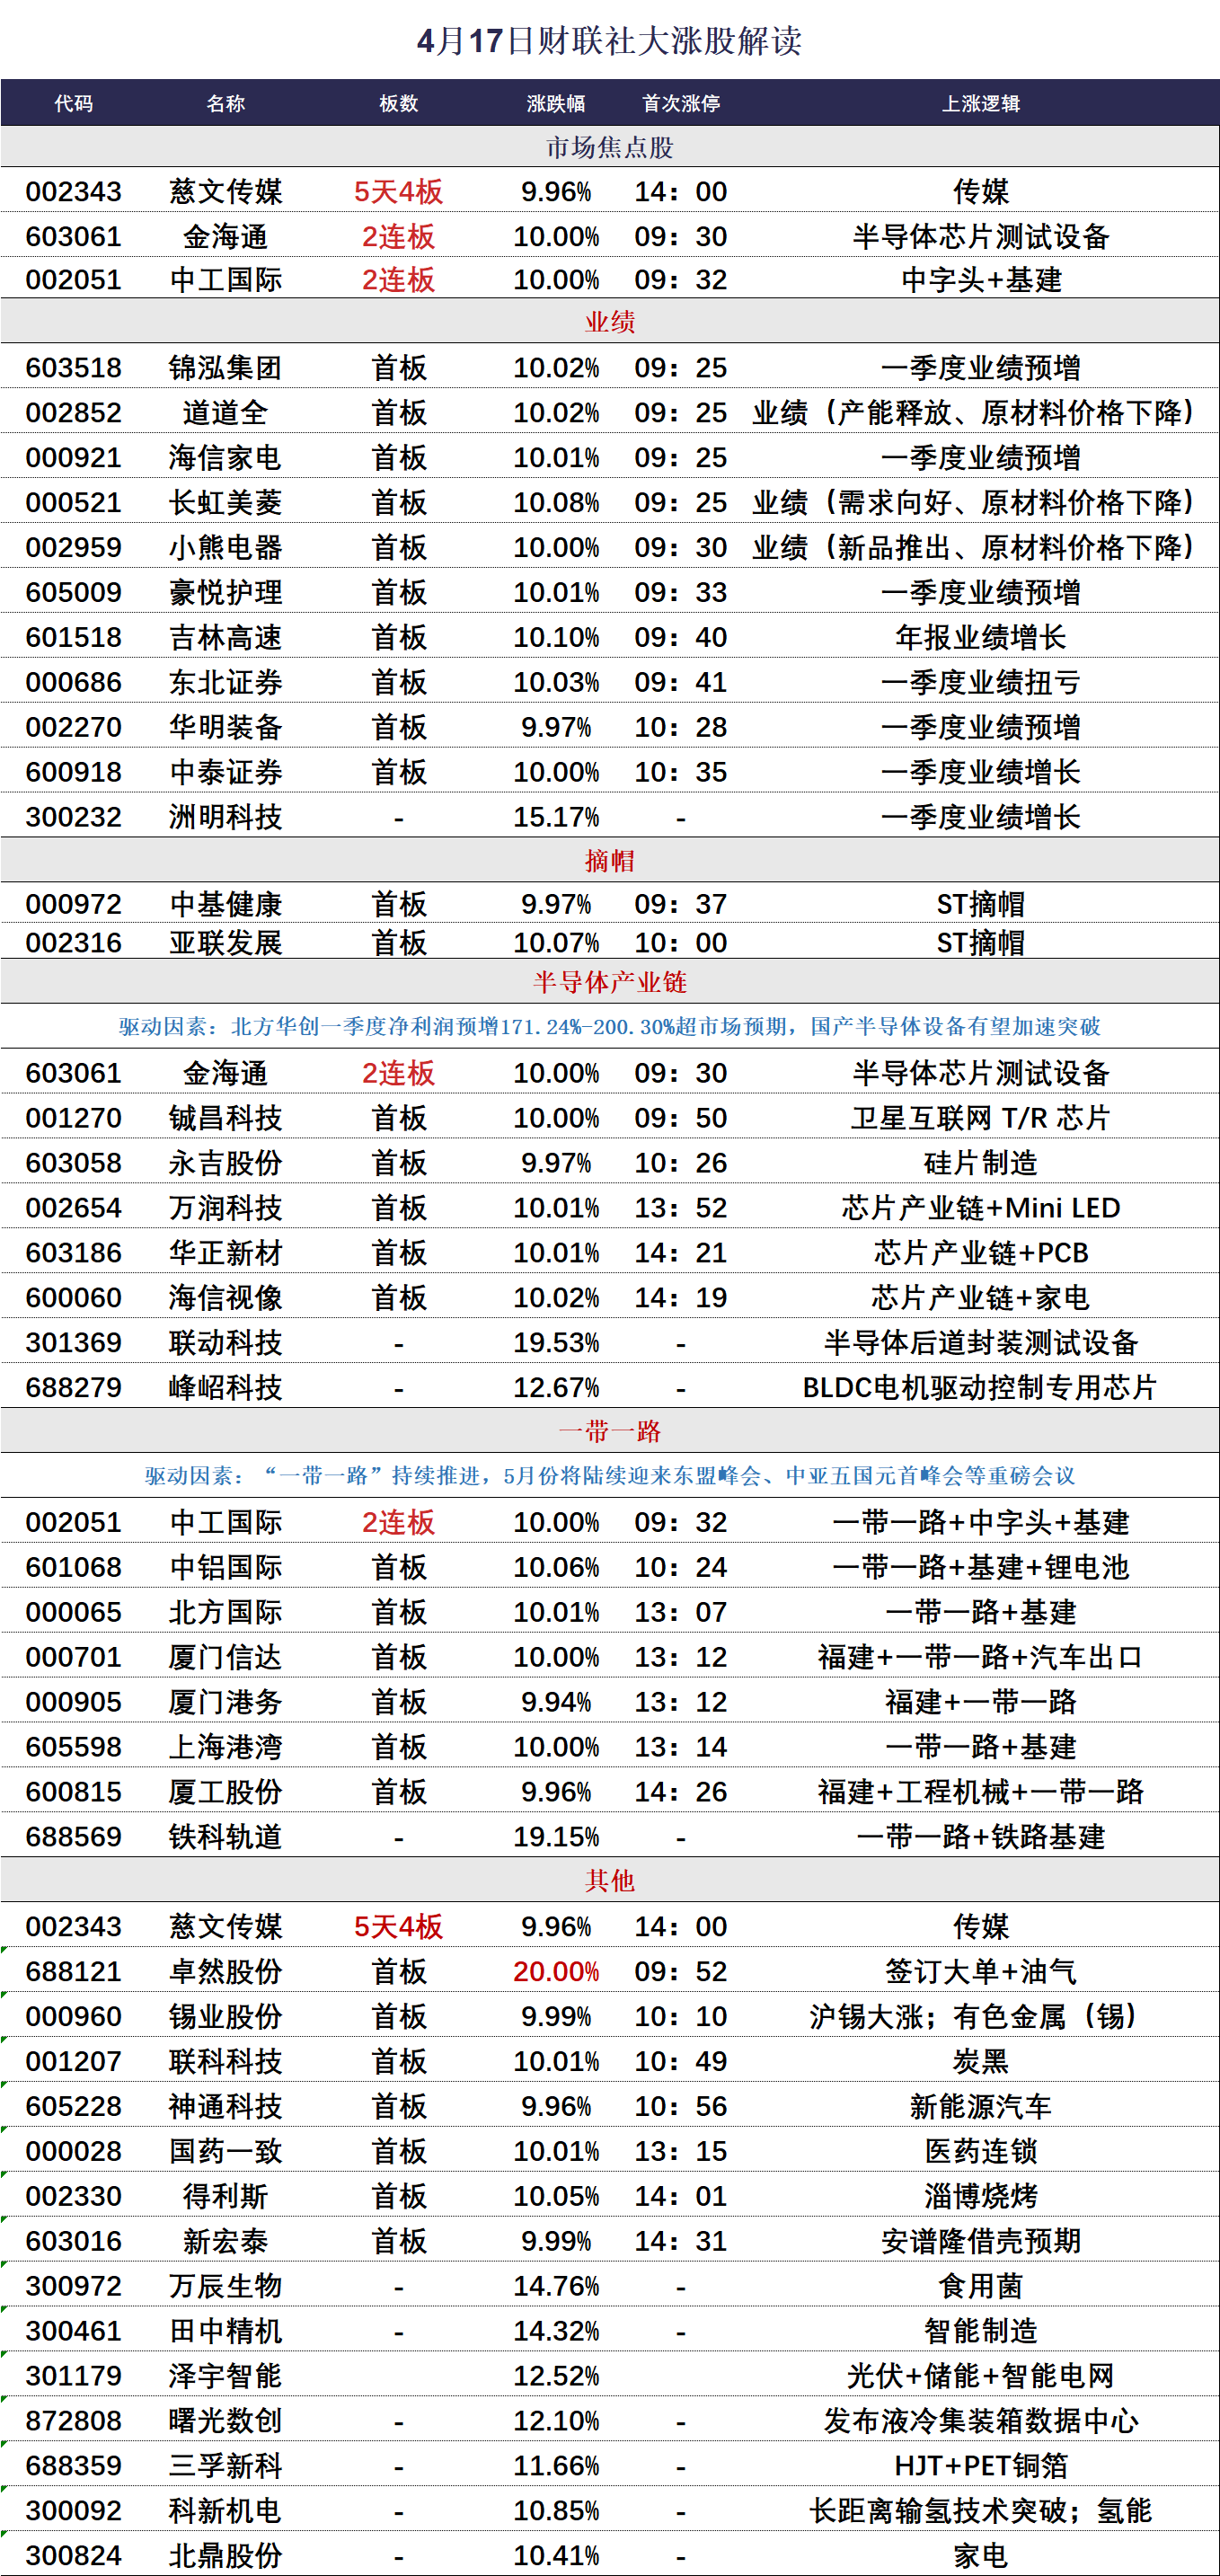 4月17日财联社大涨股解读
代码 名称 板数 涨跌幅 首次涨停 上涨逻辑
市场焦点股
002343 慈文传媒 5天4板 9.96% 14：00 传媒
603061 金海通 2连板 10.00% 09：30 半导体芯片测试设备
002051 中工国际 2连板 10.00% 09：32 中字头+基建
业绩
603518 锦泓集团 首板 10.02% 09：25 一季度业绩预增
002852 道道全 首板 10.02% 09：25 业绩（产能释放、原材料价格下降）
000921 海信家电 首板 10.01% 09：25 一季度业绩预增
000521 长虹美菱 首板 10.08% 09：25 业绩（需求向好、原材料价格下降）
002959 小熊电器 首板 10.00% 09：30 业绩（新品推出、原材料价格下降）
605009 豪悦护理 首板 10.01% 09：33 一季度业绩预增
601518 吉林高速 首板 10.10% 09：40 年报业绩增长
000686 东北证券 首板 10.03% 09：41 一季度业绩扭亏
002270 华明装备 首板 9.97% 10：28 一季度业绩预增
600918 中泰证券 首板 10.00% 10：35 一季度业绩增长
300232 洲明科技 - 15.17% - 一季度业绩增长
摘帽
000972 中基健康 首板 9.97% 09：37 ST摘帽
002316 亚联发展 首板 10.07% 10：00 ST摘帽
半导体产业链
驱动因素：北方华创一季度净利润预增171.24%-200.30%超市场预期，国产半导体设备有望加速突破
603061 金海通 2连板 10.00% 09：30 半导体芯片测试设备
001270 铖昌科技 首板 10.00% 09：50 卫星互联网 T/R 芯片
603058 永吉股份 首板 9.97% 10：26 硅片制造
002654 万润科技 首板 10.01% 13：52 芯片产业链+Mini LED
603186 华正新材 首板 10.01% 14：21 芯片产业链+PCB
600060 海信视像 首板 10.02% 14：19 芯片产业链+家电
301369 联动科技 - 19.53% - 半导体后道封装测试设备
688279 峰岹科技 - 12.67% - BLDC电机驱动控制专用芯片
一带一路
驱动因素：“一带一路”持续推进，5月份将陆续迎来东盟峰会、中亚五国元首峰会等重磅会议
002051 中工国际 2连板 10.00% 09：32 一带一路+中字头+基建
601068 中铝国际 首板 10.06% 10：24 一带一路+基建+锂电池
000065 北方国际 首板 10.01% 13：07 一带一路+基建
000701 厦门信达 首板 10.00% 13：12 福建+一带一路+汽车出口
000905 厦门港务 首板 9.94% 13：12 福建+一带一路
605598 上海港湾 首板 10.00% 13：14 一带一路+基建
600815 厦工股份 首板 9.96% 14：26 福建+工程机械+一带一路
688569 铁科轨道 - 19.15% - 一带一路+铁路基建
其他
002343 慈文传媒 5天4板 9.96% 14：00 传媒
688121 卓然股份 首板 20.00% 09：52 签订大单+油气
000960 锡业股份 首板 9.99% 10：10 沪锡大涨；有色金属（锡）
001207 联科科技 首板 10.01% 10：49 炭黑
605228 神通科技 首板 9.96% 10：56 新能源汽车
000028 国药一致 首板 10.01% 13：15 医药连锁
002330 得利斯 首板 10.05% 14：01 淄博烧烤
603016 新宏泰 首板 9.99% 14：31 安谱隆借壳预期
300972 万辰生物 - 14.76% - 食用菌
300461 田中精机 - 14.32% - 智能制造
301179 泽宇智能 12.52% 光伏+储能+智能电网
872808 曙光数创 - 12.10% - 发布液冷集装箱数据中心
688359 三孚新科 - 11.66% - HJT+PET铜箔
300092 科新机电 - 10.85% - 长距离输氢技术突破；氢能
300824 北鼎股份 - 10.41% - 家电